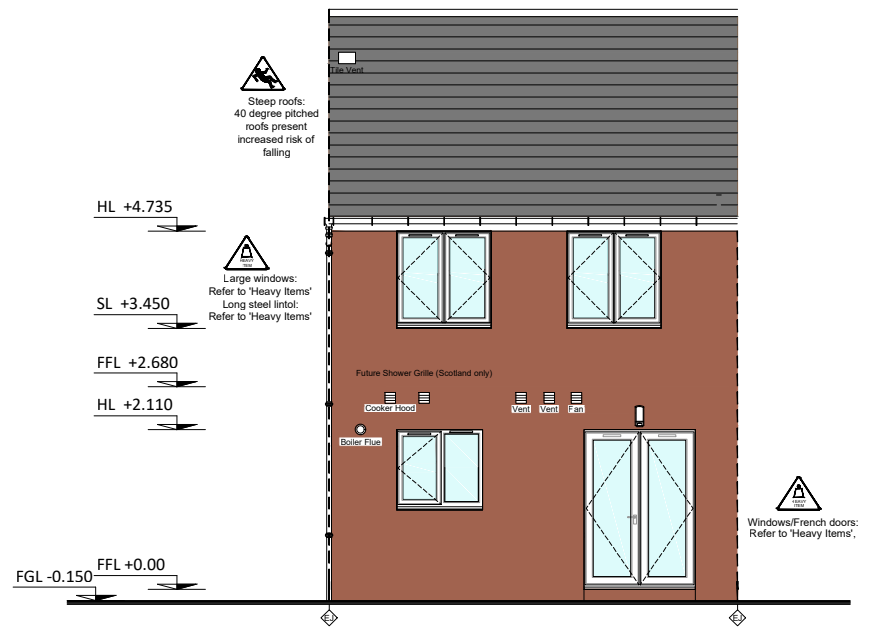 Tile Vent
Steep roofs:
40 degree pitched
roofs present
increased risk of
falling
HL +4.735
HEAVY
ITEM
Large windows:
Refer to 'Heavy Items'
Long steel lintol:
Refer to 'Heavy Items'
SL +3.450
FFL +2.680
Future Shower Grille (Scotland only)
HL +2.110
Cooker Hood
Vent Vent Fan
Boiler Flue
HEAVY
ITEM
Windows/French doors:
Refer to 'Heavy Items',
FFL +0.00
FGL -0.150
EJ EJ